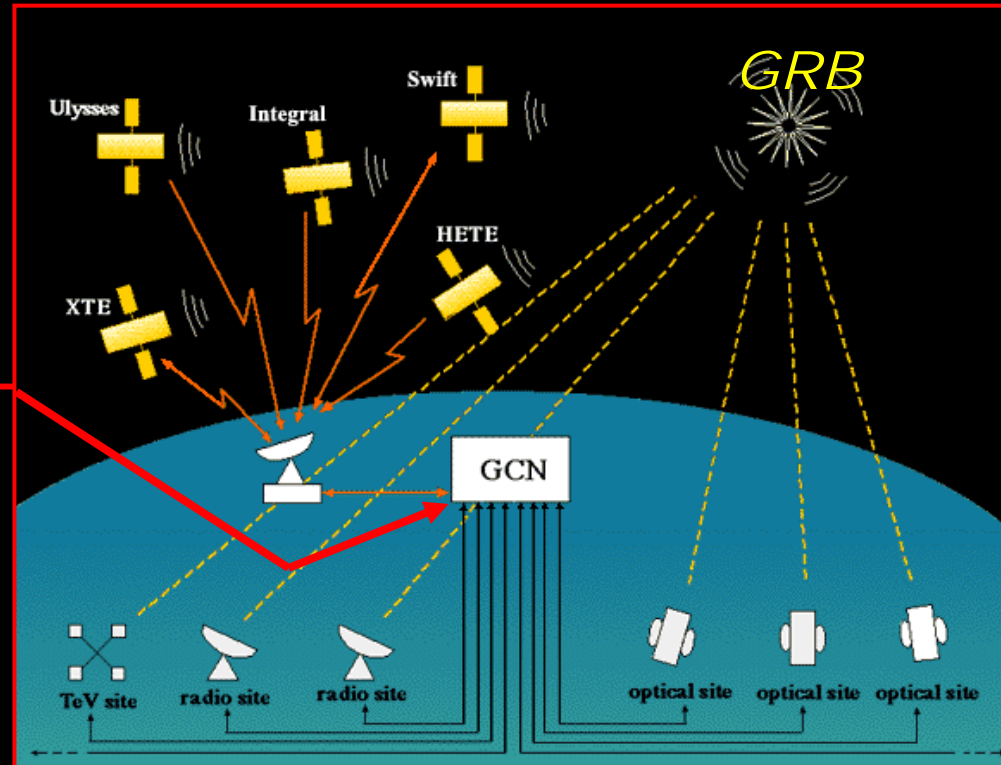 GRB
Swift
Ulysses
Integral
HETE
XTE
GCN
TeV site
radio site
radio site
optical site
optical site
optical site